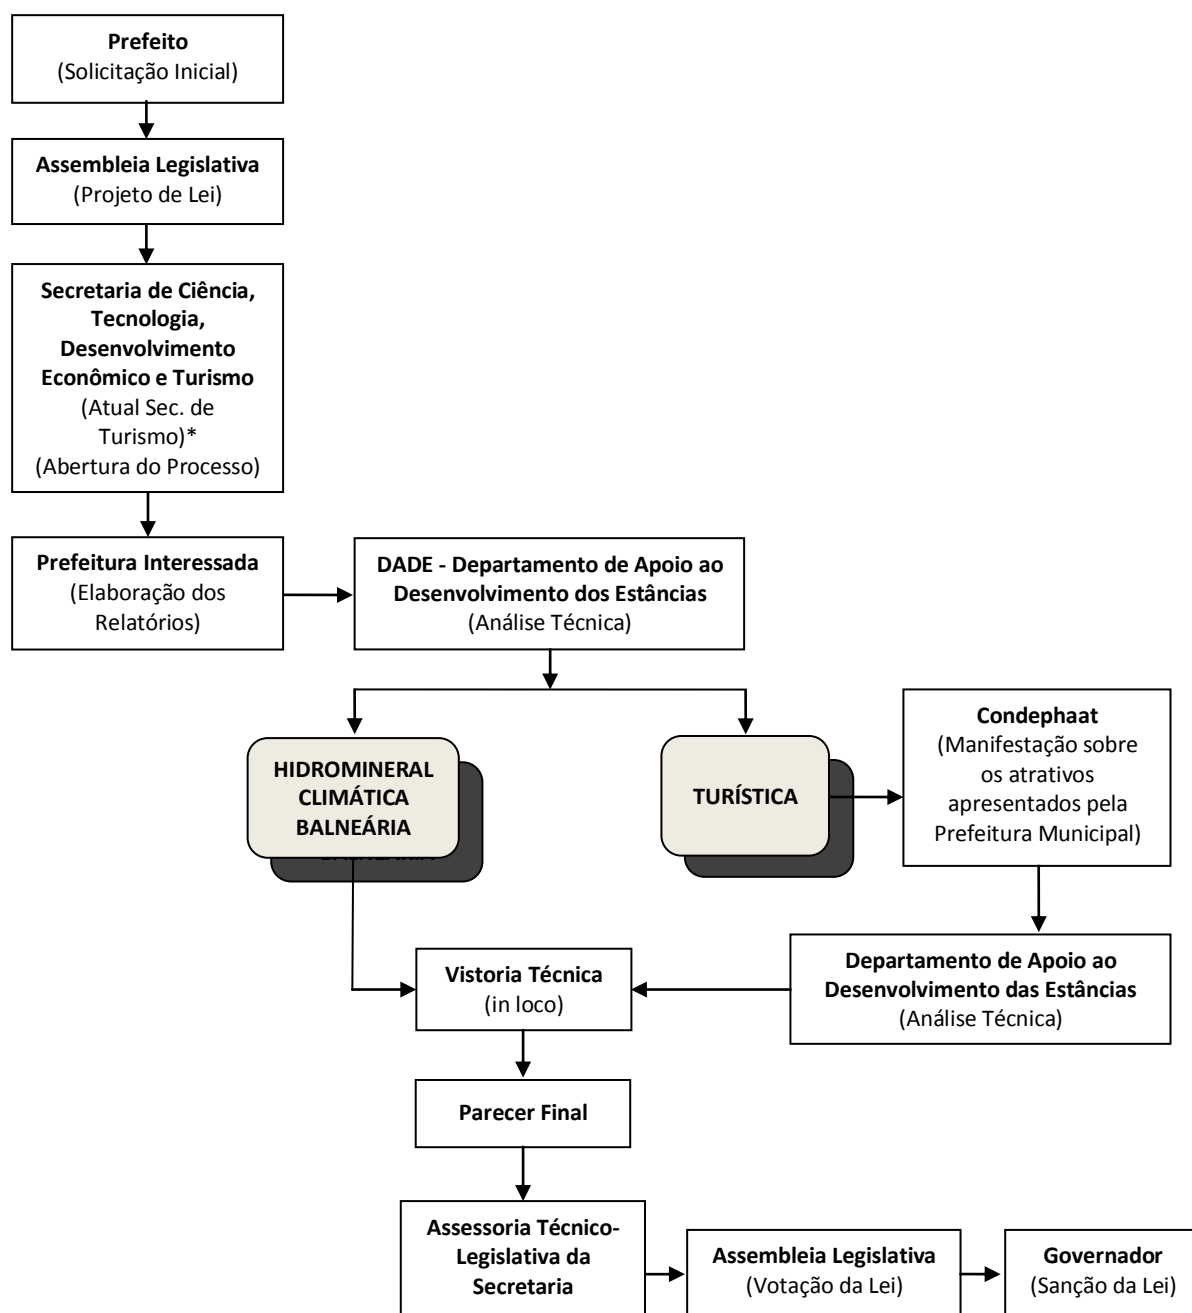 Prefeito
(Solicitação Inicial)
Assembleia Legislativa
(Projeto de Lei)
Secretaria de Ciência,
Tecnologia,
Desenvolvimento
Econômico e Turismo
(Atual Sec. de
Turismo)*
(Abertura do Processo)
Prefeitura Interessada
(Elaboração dos
Relatórios)
DADE - Departamento de Apoio ao
Desenvolvimento dos Estâncias
(Análise Técnica)
HIDROMINERAL
CLIMÁTICA
BALNEÁRIA
TURÍSTICA
Condephaat
(Manifestação sobre
os atrativos
apresentados pela
Prefeitura Municipal)
Departamento de Apoio ao
Desenvolvimento das Estâncias
(Análise Técnica)
Vistoria Técnica
(in loco)
Parecer Final
Assessoria Técnico-
Legislativa da
Secretaria
Assembleia Legislativa
(Votação da Lei)
Governador
(Sanção da Lei)